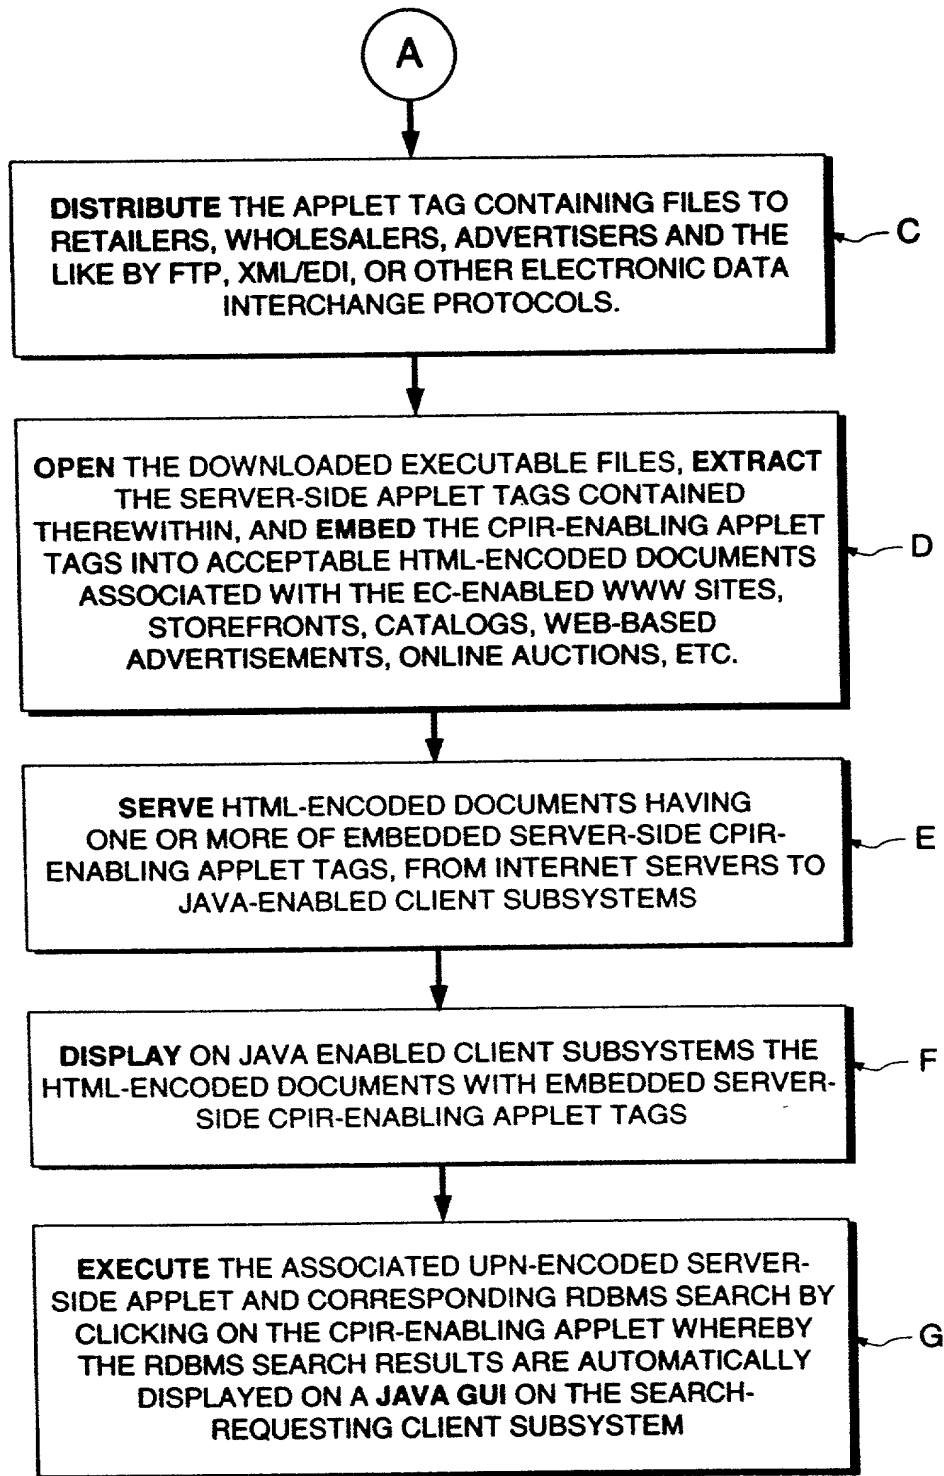 A
DISTRIBUTE THE APPLET TAG CONTAINING FILES TO
RETAILERS, WHOLESALERS, ADVERTISERS AND THE
LIKE BY FTP, XML/EDI, OR OTHER ELECTRONIC DATA
INTERCHANGE PROTOCOLS.
C
OPEN THE DOWNLOADED EXECUTABLE FILES, EXTRACT
THE SERVER-SIDE APPLET TAGS CONTAINED
THEREWITHIN, AND EMBED THE CPIR-ENABLING APPLET
TAGS INTO ACCEPTABLE HTML-ENCODED DOCUMENTS
ASSOCIATED WITH THE EC-ENABLED WWW SITES,
STOREFRONTS, CATALOGS, WEB-BASED
ADVERTISEMENTS, ONLINE AUCTIONS, ETC.
D
SERVE HTML-ENCODED DOCUMENTS HAVING
ONE OR MORE OF EMBEDDED SERVER-SIDE CPIR-
ENABLING APPLET TAGS, FROM INTERNET SERVERS TO
JAVA-ENABLED CLIENT SUBSYSTEMS
E
DISPLAY ON JAVA ENABLED CLIENT SUBSYSTEMS THE
HTML-ENCODED DOCUMENTS WITH EMBEDDED SERVER-
SIDE CPIR-ENABLING APPLET TAGS
F
EXECUTE THE ASSOCIATED UPN-ENCODED SERVER-
SIDE APPLET AND CORRESPONDING RDBMS SEARCH BY
CLICKING ON THE CPIR-ENABLING APPLET WHEREBY
THE RDBMS SEARCH RESULTS ARE AUTOMATICALLY
DISPLAYED ON A JAVA GUI ON THE SEARCH-
REQUESTING CLIENT SUBSYSTEM
G